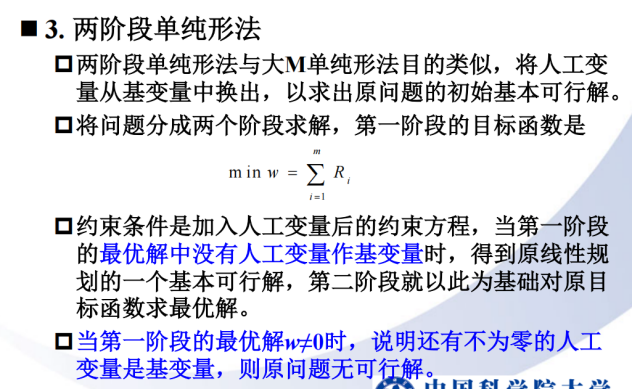 ■ 3. 两阶段单纯形法
两阶段单纯形法与大M单纯形法目的类似，将人工变
量从基变量中换出，以求出原问题的初始基本可行解。
将问题分成两个阶段求解，第一阶段的目标函数是
min w = ∑_{i=1}^{m} R_i
约束条件是加入人工变量后的约束方程，当第一阶段
的最优解中没有人工变量作基变量时，得到原线性规
划的一个基本可行解，第二阶段就以此为基础对原目
标函数求最优解。
当第一阶段的最优解w≠0时，说明还有不为零的人工
变量是基变量，则原问题无可行解。
中国科学院大学